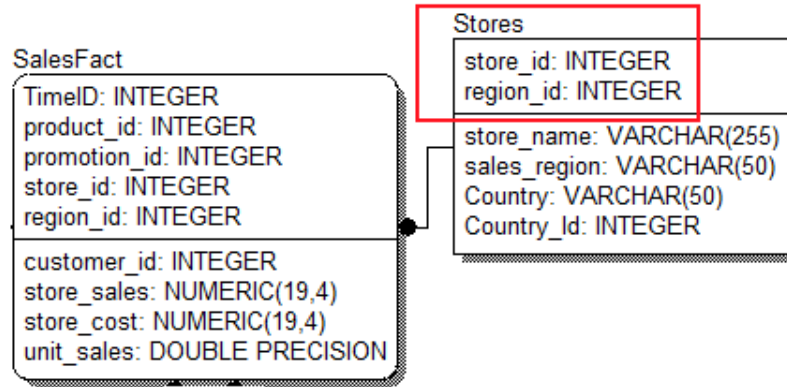 SalesFact
TimeID: INTEGER
product_id: INTEGER
promotion_id: INTEGER
store_id: INTEGER
region_id: INTEGER
customer_id: INTEGER
store_sales: NUMERIC(19,4)
store_cost: NUMERIC(19,4)
unit_sales: DOUBLE PRECISION
Stores
store_id: INTEGER
region_id: INTEGER
store_name: VARCHAR(255)
sales_region: VARCHAR(50)
Country: VARCHAR(50)
Country_Id: INTEGER